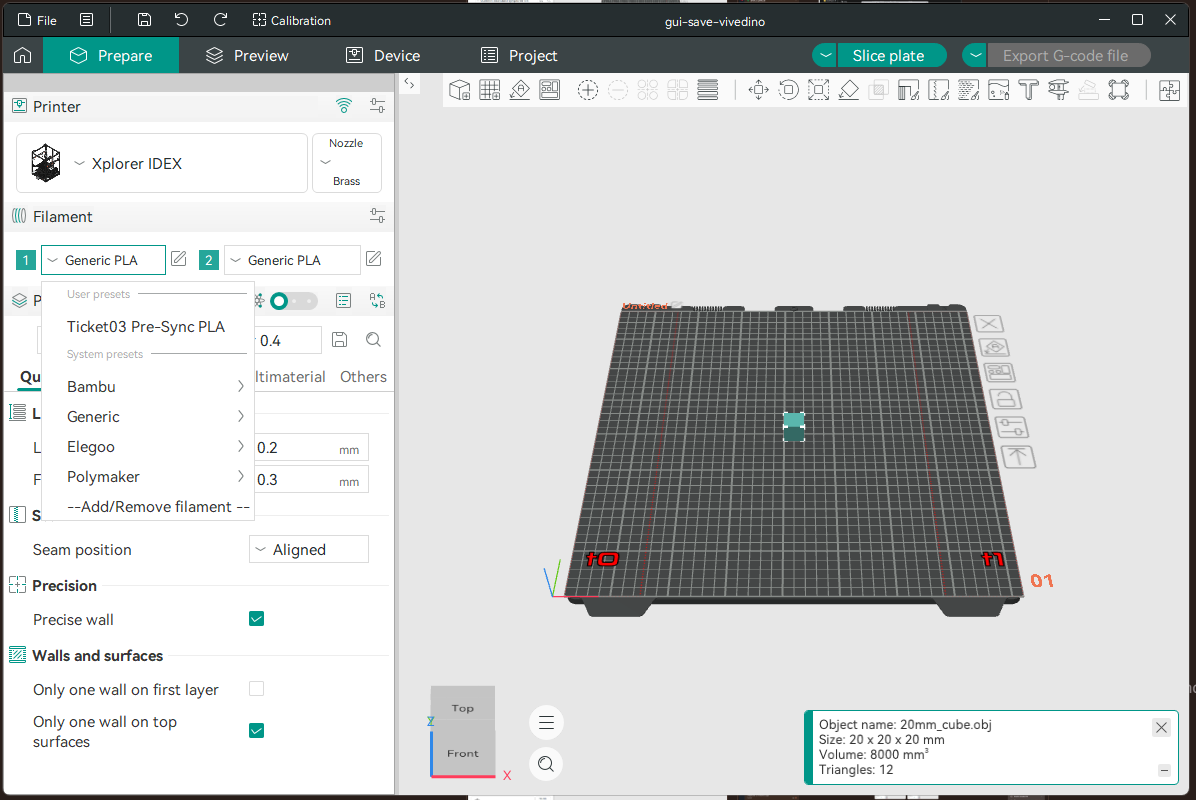 File
Calibration
gui-save-vivedino
Prepare
Preview
Device
Project
Slice plate
Export G-code file
Printer
Xplorer IDEX
Nozzle
Brass
Filament
1
Generic PLA
2
Generic PLA
User presets
Ticket03 Pre-Sync PLA
System presets
Bambu
Generic
Elegoo
Polymaker
--Add/Remove filament --
P
0.4
Qu
ltimaterial
Others
L
L
0.2
mm
F
0.3
mm
S
Seam position
Aligned
Precision
Precise wall
Walls and surfaces
Only one wall on first layer
Only one wall on top
surfaces
Untitled
t0
t1
01
Top
Front
Z
X
Object name: 20mm_cube.obj
Size: 20 x 20 x 20 mm
Volume: 8000 mm³
Triangles: 12